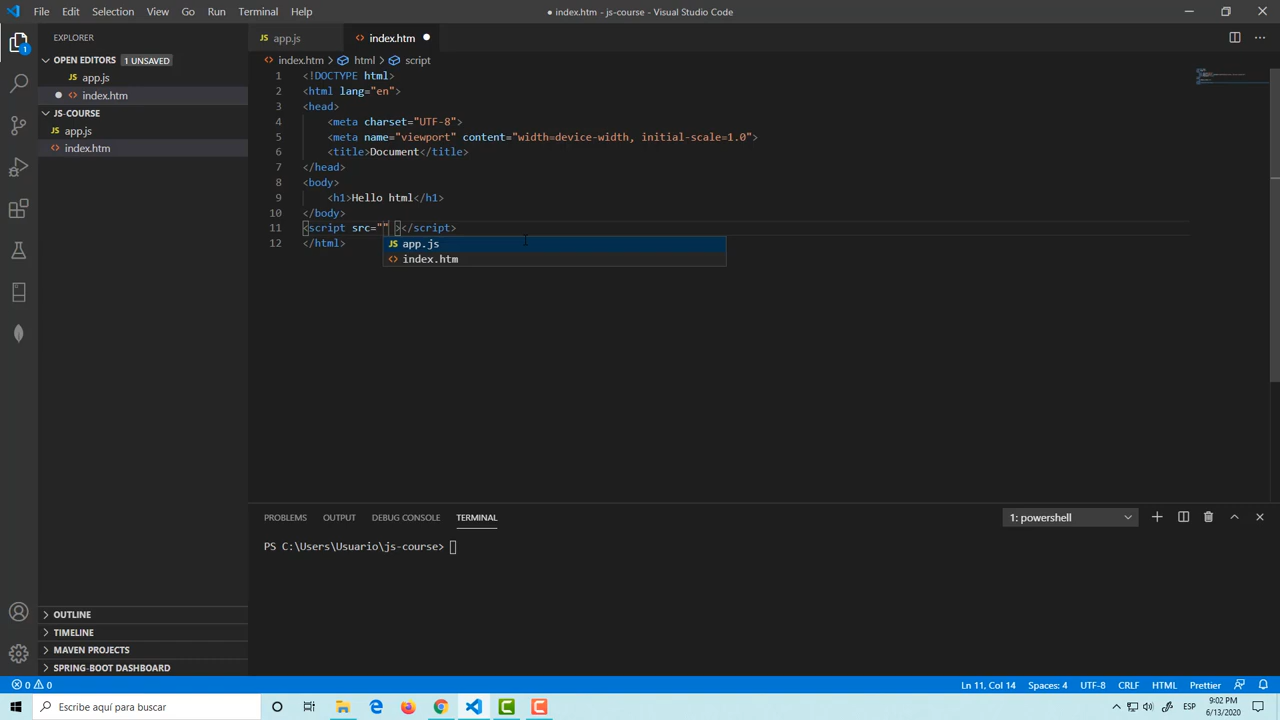 File Edit Selection View Go Run Terminal Help
● index.htm - js-course - Visual Studio Code
EXPLORER
OPEN EDITORS 1 UNSAVED
JS app.js
● <> index.htm
JS-COURSE
JS app.js
<> index.htm
OUTLINE
TIMELINE
MAVEN PROJECTS
SPRING-BOOT DASHBOARD
1
JS app.js
<> index.htm ●
<> index.htm > html > script
1 <!DOCTYPE html>
2 <html lang="en">
3 <head>
4 <meta charset="UTF-8">
5 <meta name="viewport" content="width=device-width, initial-scale=1.0">
6 <title>Document</title>
7 </head>
8 <body>
9 <h1>Hello html</h1>
10 </body>
11 <script src="" ></script>
12 </html>
JS app.js
<> index.htm
PROBLEMS OUTPUT DEBUG CONSOLE TERMINAL
1: powershell
PS C:\Users\Usuario\js-course>
0 0
Ln 11, Col 14 Spaces: 4 UTF-8 CRLF HTML Prettier
Escribe aquí para buscar
ESP
9:02 PM
6/13/2020